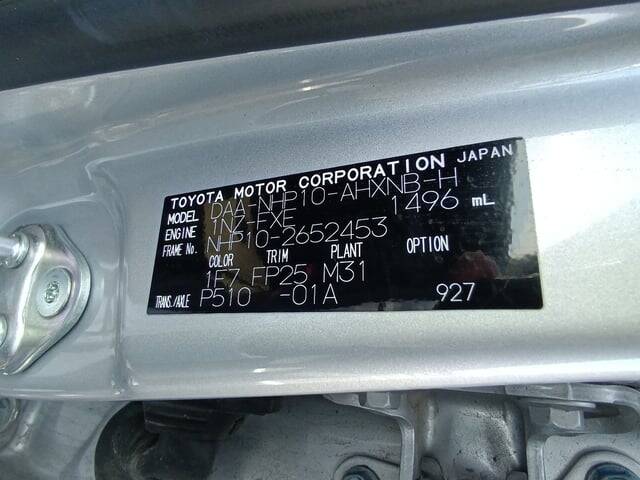 TOYOTA MOTOR CORPORATION JAPAN
MODEL DAA-NHP10-AHXNB-H
ENGINE 1NZ-FXE 1496 mL
FRAME No. NHP10-2652453
COLOR TRIM PLANT OPTION
1F7 FP25 M31
TRANS./AXLE P510 -01A 927